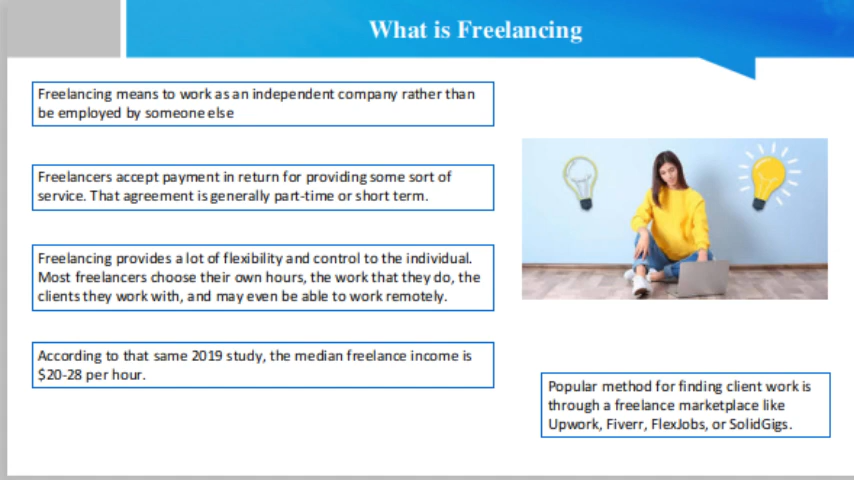 What is Freelancing
Freelancing means to work as an independent company rather than
be employed by someone else
Freelancers accept payment in return for providing some sort of
service. That agreement is generally part-time or short term.
Freelancing provides a lot of flexibility and control to the individual.
Most freelancers choose their own hours, the work that they do, the
clients they work with, and may even be able to work remotely.
According to that same 2019 study, the median freelance income is
$20-28 per hour.
Popular method for finding client work is
through a freelance marketplace like
Upwork, Fiverr, FlexJobs, or SolidGigs.